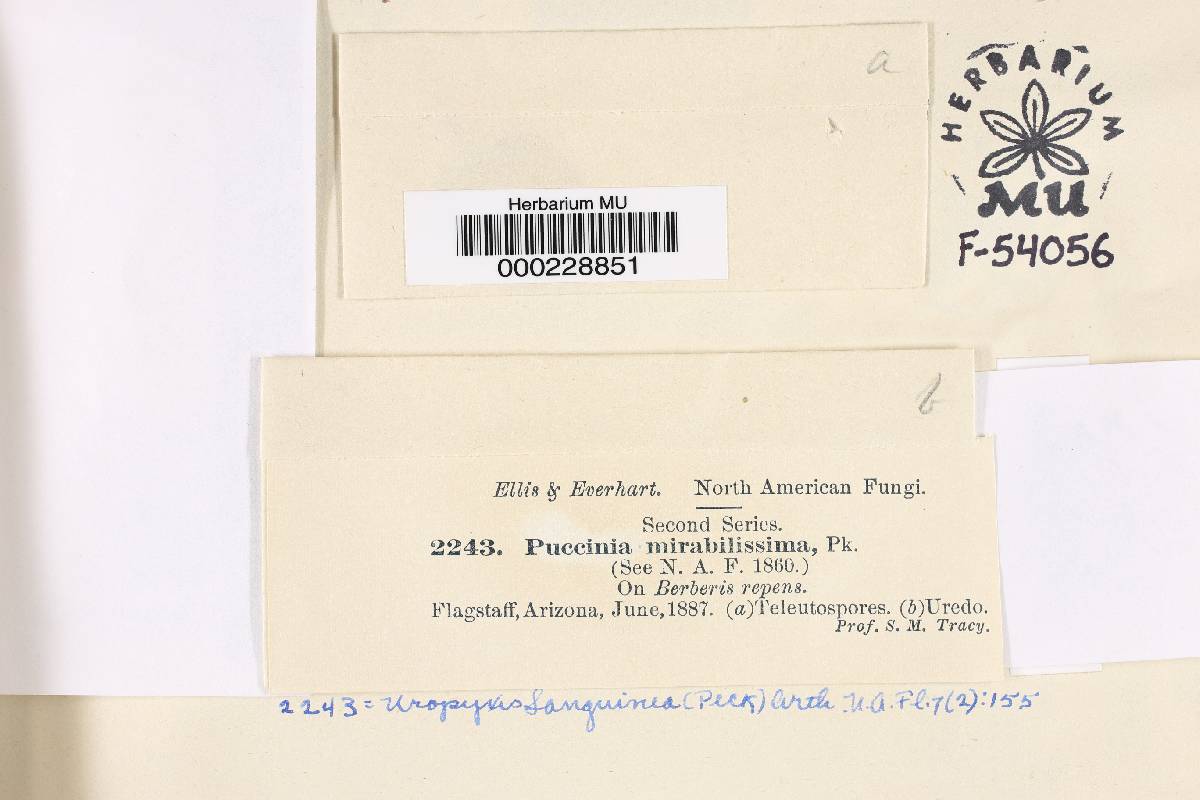 a
HERBARIUM
MU
F-54056
Herbarium MU
000228851
b
Ellis & Everhart. North American Fungi.
Second Series.
2243. Puccinia mirabilissima, Pk.
(See N. A. F. 1860.)
On Berberis repens.
Flagstaff, Arizona, June, 1887. (a)Teleutospores. (b)Uredo.
Prof. S. M. Tracy.
2243 = Uropyxis Sanguinea (Peck) Arth N.A.Fl.7(2):155